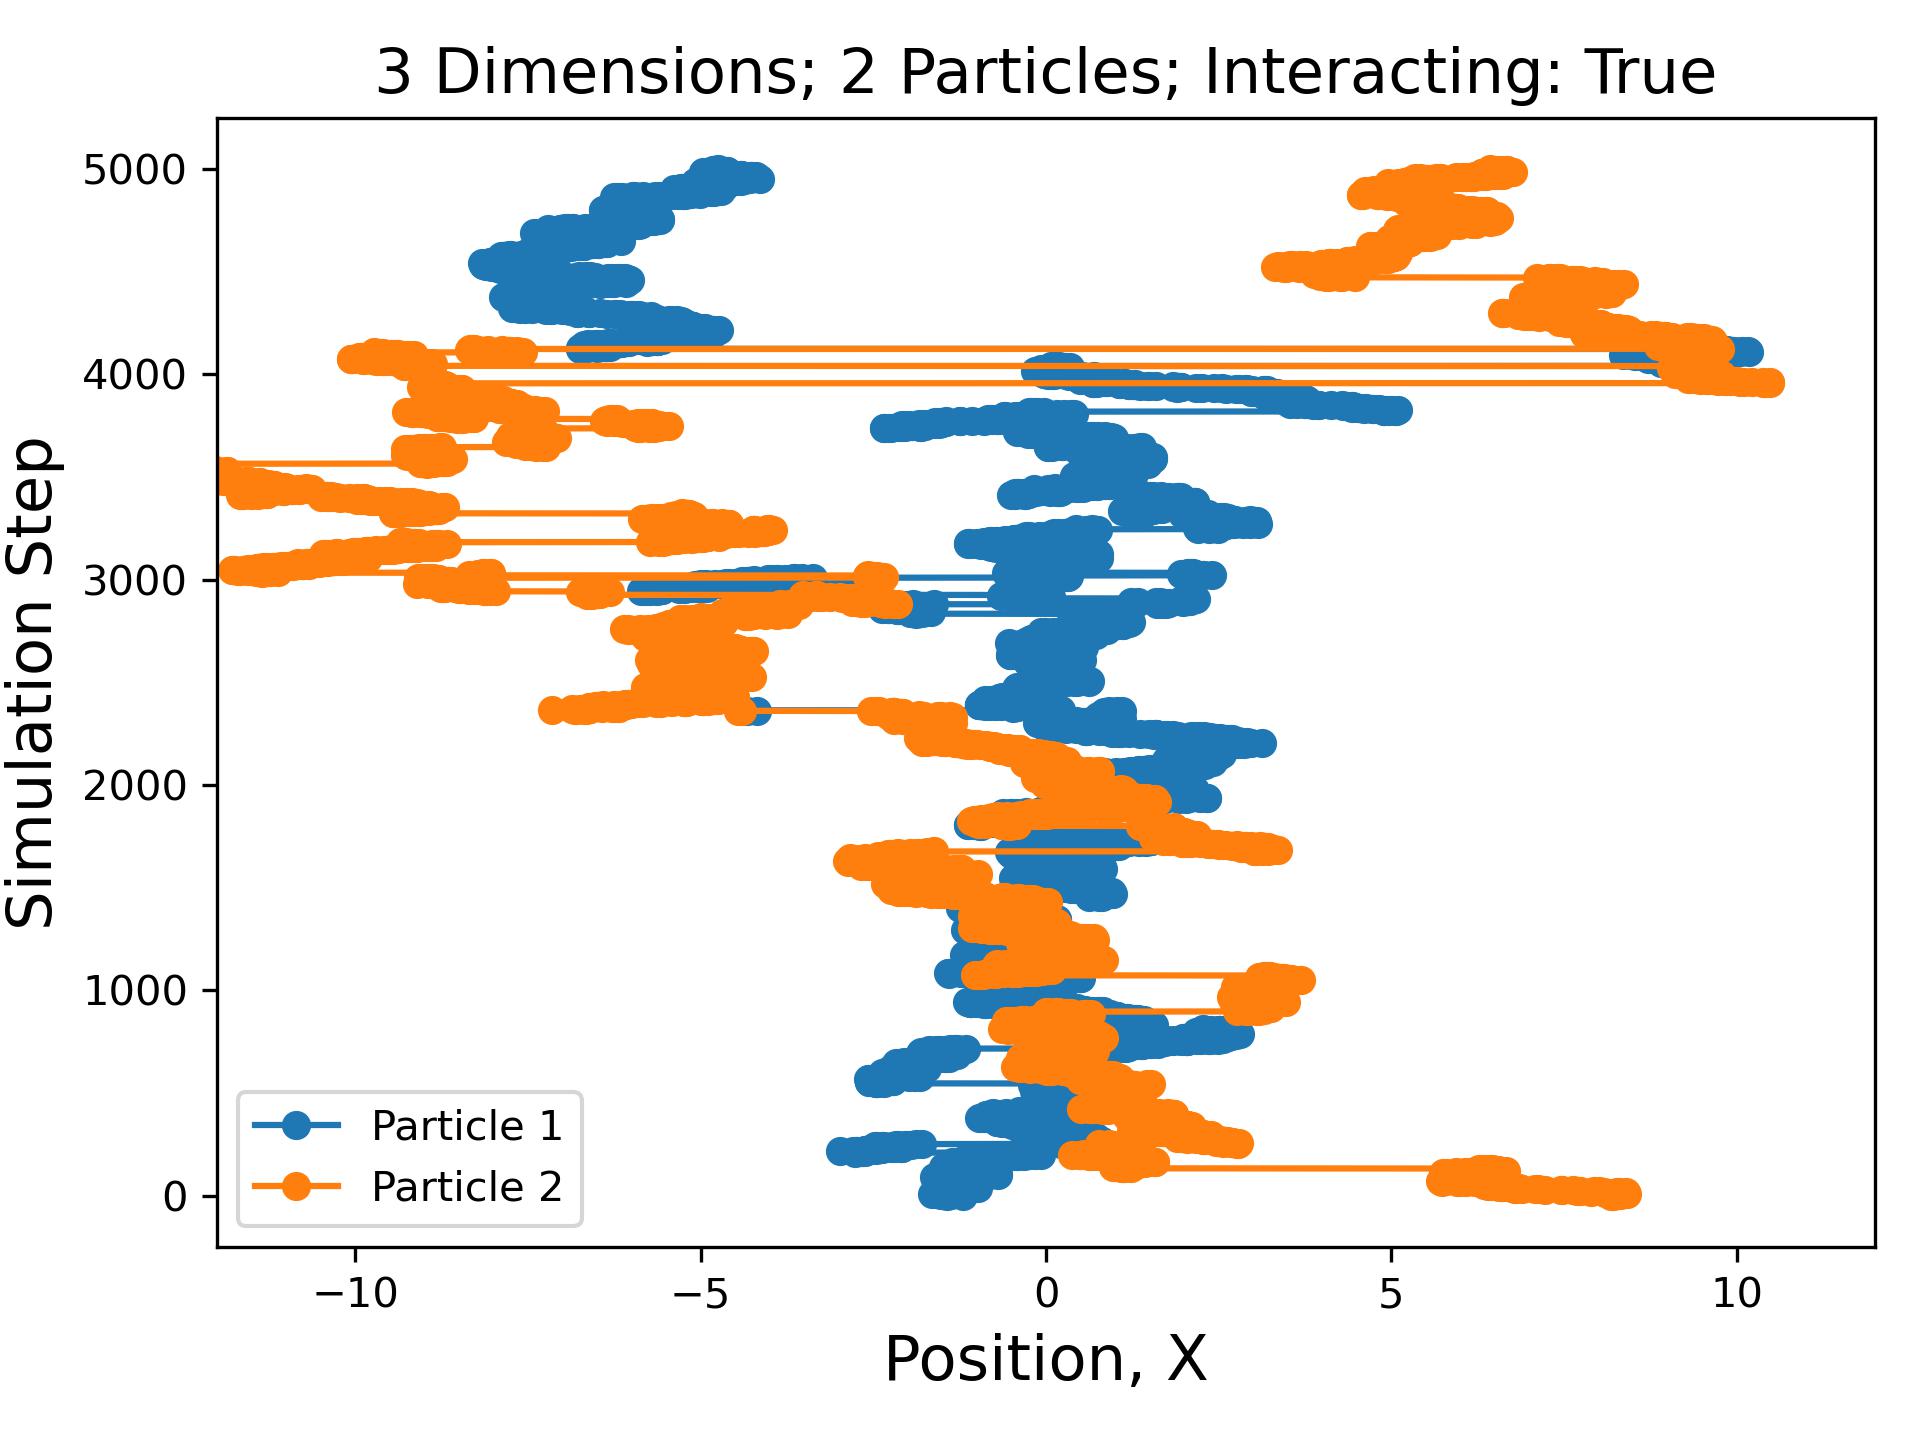 3 Dimensions; 2 Particles; Interacting: True
Simulation Step
5000
4000
3000
2000
1000
0
Particle 1
Particle 2
−10
−5
0
5
10
Position, X